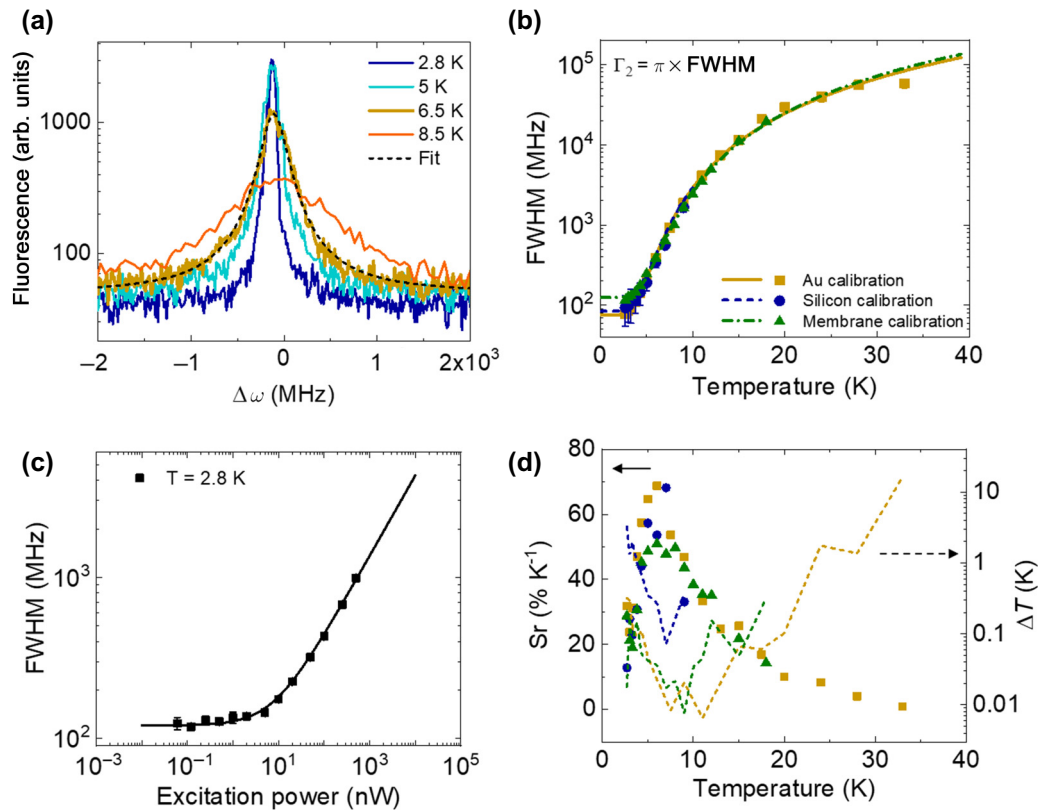 (a)
Fluorescence (arb. units)
1000
100
2.8 K
5 K
6.5 K
8.5 K
Fit
−2 −1 0 1 2x10³
Δω (MHz)
(b)
FWHM (MHz)
10⁵
10⁴
10³
10²
Γ₂ = π × FWHM
Au calibration
Silicon calibration
Membrane calibration
0 10 20 30 40
Temperature (K)
(c)
FWHM (MHz)
10³
10²
T = 2.8 K
10⁻³ 10⁻¹ 10¹ 10³ 10⁵
Excitation power (nW)
(d)
Sr (% K⁻¹)
80
70
60
50
40
30
20
10
0
10
1
0.1
0.01
ΔT (K)
0 10 20 30 40
Temperature (K)